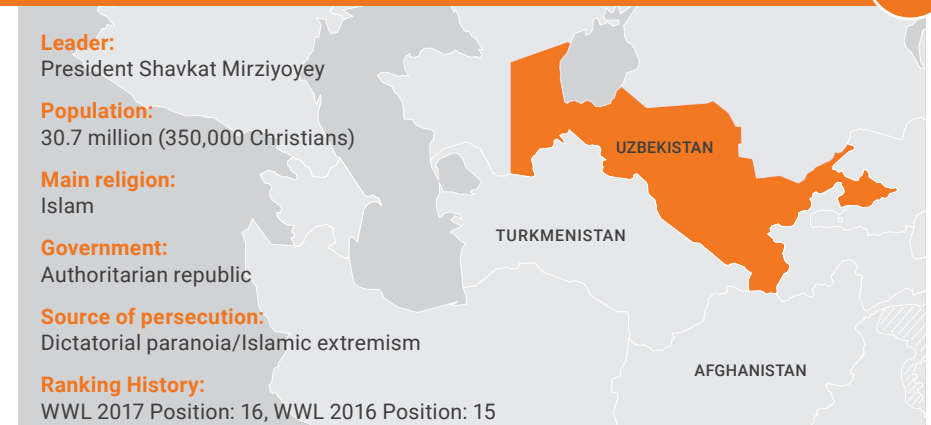 Leader:
President Shavkat Mirziyoyey
Population:
30.7 million (350,000 Christians)
Main religion:
Islam
Government:
Authoritarian republic
Source of persecution:
Dictatorial paranoia/Islamic extremism
Ranking History:
WWL 2017 Position: 16, WWL 2016 Position: 15
UZBEKISTAN
TURKMENISTAN
AFGHANISTAN